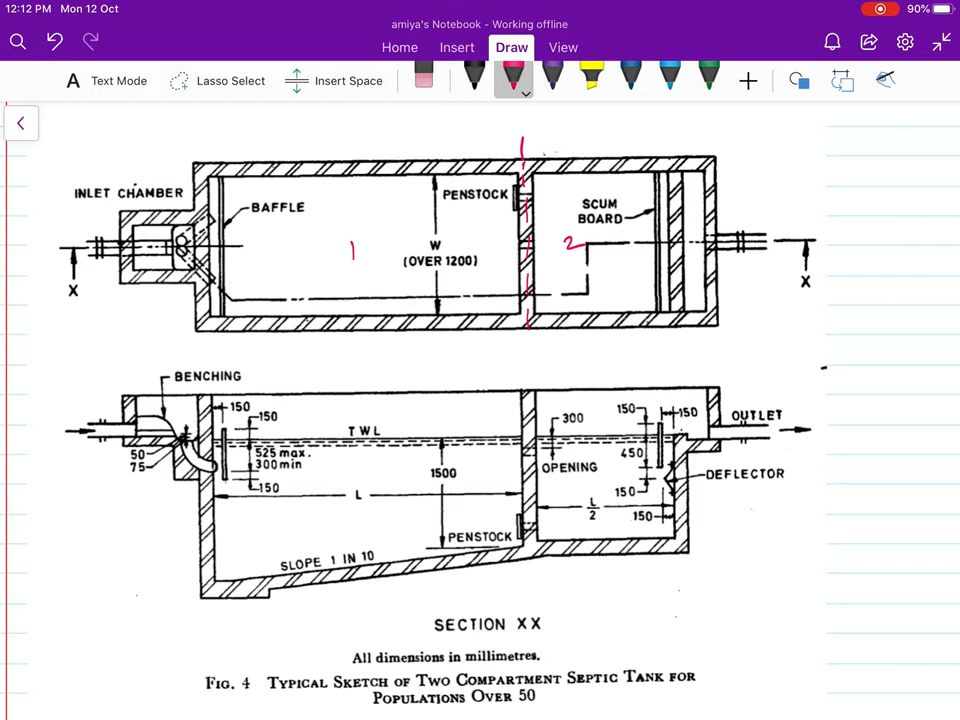 12:12 PM Mon 12 Oct
90%
amiya's Notebook - Working offline
Home Insert Draw View
A Text Mode Lasso Select Insert Space
INLET CHAMBER
BAFFLE
PENSTOCK
SCUM
BOARD
W
(OVER 1200)
1
2
X
X
BENCHING
150
150
TWL
50
75
525 max.
300 min
150
L
1500
300
OPENING
150
150
OUTLET
450
DEFLECTOR
150
L
2
150
PENSTOCK
SLOPE 1 IN 10
SECTION XX
All dimensions in millimetres.
FIG. 4 TYPICAL SKETCH OF TWO COMPARTMENT SEPTIC TANK FOR
POPULATIONS OVER 50